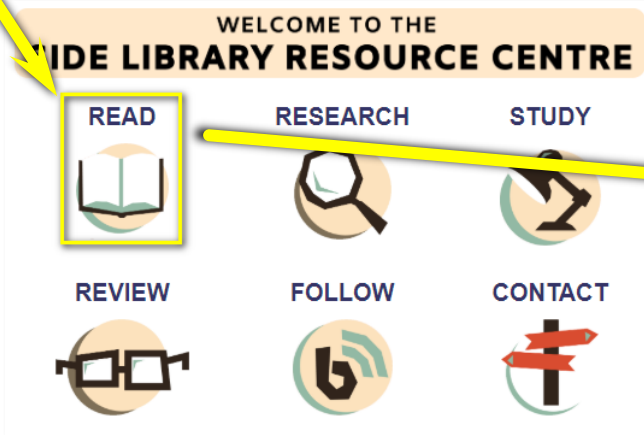 WELCOME TO THE
LIBRARY RESOURCE CENTRE
READ RESEARCH STUDY
REVIEW FOLLOW CONTACT